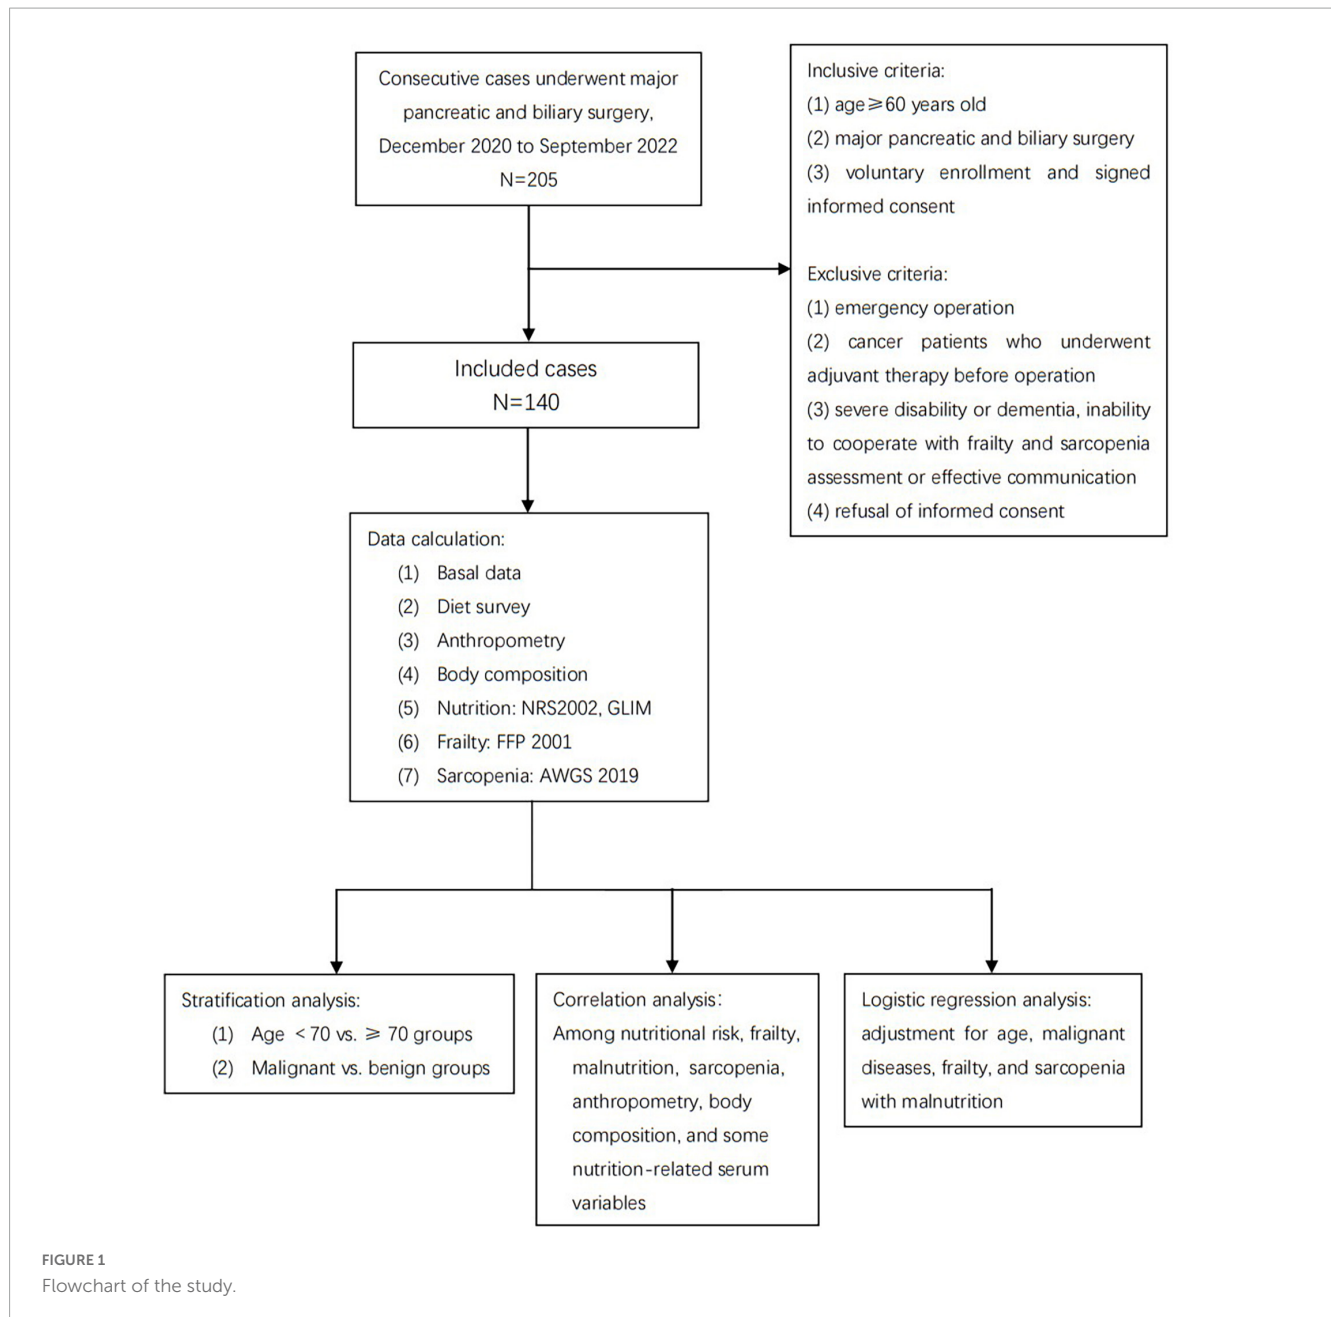 Consecutive cases underwent major
pancreatic and biliary surgery,
December 2020 to September 2022
N=205
Inclusive criteria:
(1) age≥60 years old
(2) major pancreatic and biliary surgery
(3) voluntary enrollment and signed
informed consent
Exclusive criteria:
(1) emergency operation
(2) cancer patients who underwent
adjuvant therapy before operation
(3) severe disability or dementia, inability
to cooperate with frailty and sarcopenia
assessment or effective communication
(4) refusal of informed consent
Included cases
N=140
Data calculation:
(1) Basal data
(2) Diet survey
(3) Anthropometry
(4) Body composition
(5) Nutrition: NRS2002, GLIM
(6) Frailty: FFP 2001
(7) Sarcopenia: AWGS 2019
Stratification analysis:
(1) Age <70 vs. ≥ 70 groups
(2) Malignant vs. benign groups
Correlation analysis:
Among nutritional risk, frailty,
malnutrition, sarcopenia,
anthropometry, body
composition, and some
nutrition-related serum
variables
Logistic regression analysis:
adjustment for age, malignant
diseases, frailty, and sarcopenia
with malnutrition
FIGURE 1
Flowchart of the study.